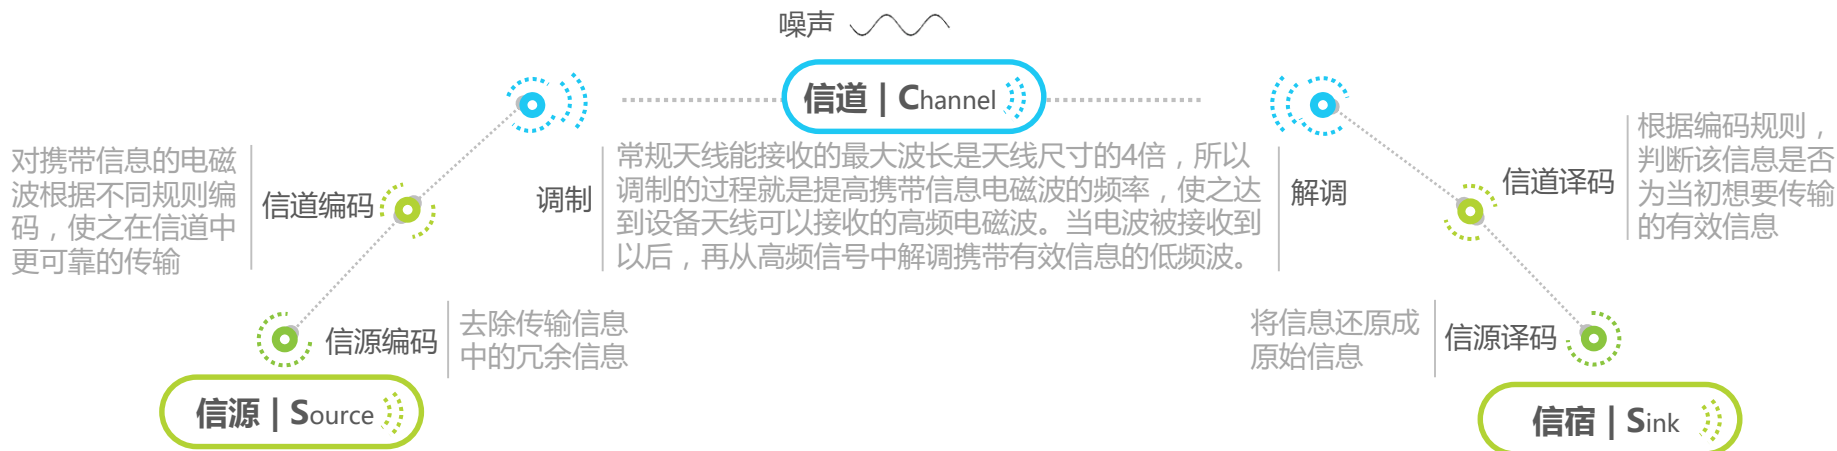 噪声
信道 | Channel
对携带信息的电磁
波根据不同规则编
码，使之在信道中
更可靠的传输
信道编码
调制
常规天线能接收的最大波长是天线尺寸的4倍，所以
调制的过程就是提高携带信息电磁波的频率，使之达
到设备天线可以接收的高频电磁波。当电波被接收到
以后，再从高频信号中解调携带有效信息的低频波。
解调
信道译码
根据编码规则，
判断该信息是否
为当初想要传输
的有效信息
信源编码
去除传输信息
中的冗余信息
将信息还原成
原始信息
信源译码
信源 | Source
信宿 | Sink